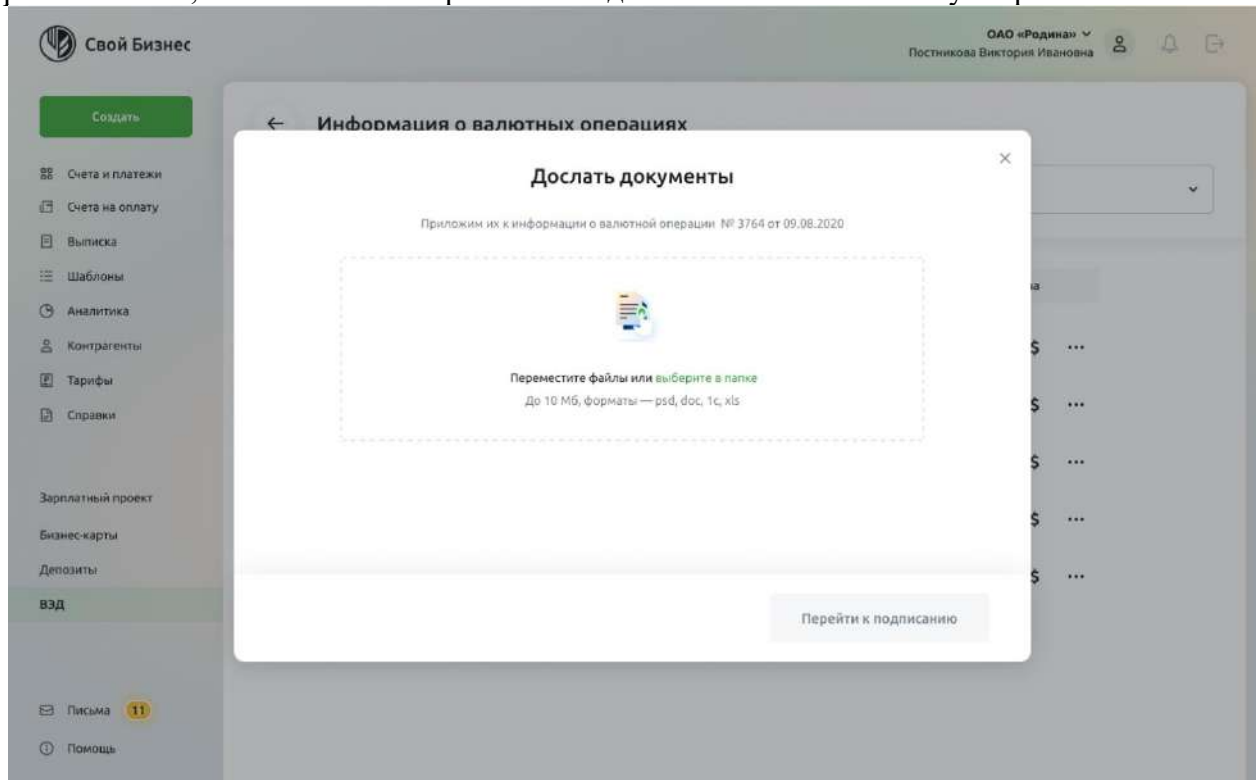 Свой Бизнес
ОАО «Родина»
Постникова Виктория Ивановна
Создать
Счета и платежи
Счета на оплату
Выписка
Шаблоны
Аналитика
Контрагенты
Тарифы
Справки
Зарплатный проект
Бизнес-карты
Депозиты
ВЭД
Письма 11
Помощь
Информация о валютных операциях
Дослать документы
Приложим их к информации о валютной операции № 3764 от 09.08.2020
Переместите файлы или выберите в папке
До 10 Мб, форматы — psd, doc, 1c, xls
Перейти к подписанию
$
$
$
$
$